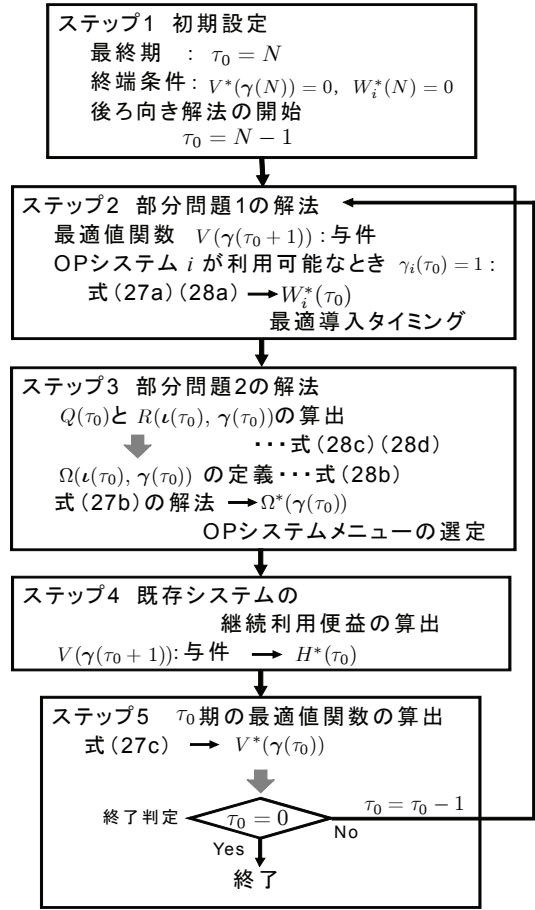 ステップ1 初期設定
最終期 : τ₀ = N
終端条件: V*(γ(N)) = 0, W*ᵢ(N) = 0
後ろ向き解法の開始
τ₀ = N − 1
ステップ2 部分問題1の解法
最適値関数 V(γ(τ₀ + 1)) : 与件
OPシステム i が利用可能なとき γᵢ(τ₀) = 1 :
式(27a)(28a) → W*ᵢ(τ₀)
最適導入タイミング
ステップ3 部分問題2の解法
Q(τ₀)と R(ι(τ₀), γ(τ₀))の算出
・・・式(28c)(28d)
Ω(ι(τ₀), γ(τ₀)) の定義・・・式(28b)
式(27b)の解法 → Ω*(γ(τ₀))
OPシステムメニューの選定
ステップ4 既存システムの
継続利用便益の算出
V(γ(τ₀ + 1)): 与件 → H*(τ₀)
ステップ5 τ₀期の最適値関数の算出
式(27c) → V*(γ(τ₀))
終了判定 τ₀ = 0 τ₀ = τ₀ − 1
No
Yes
終了